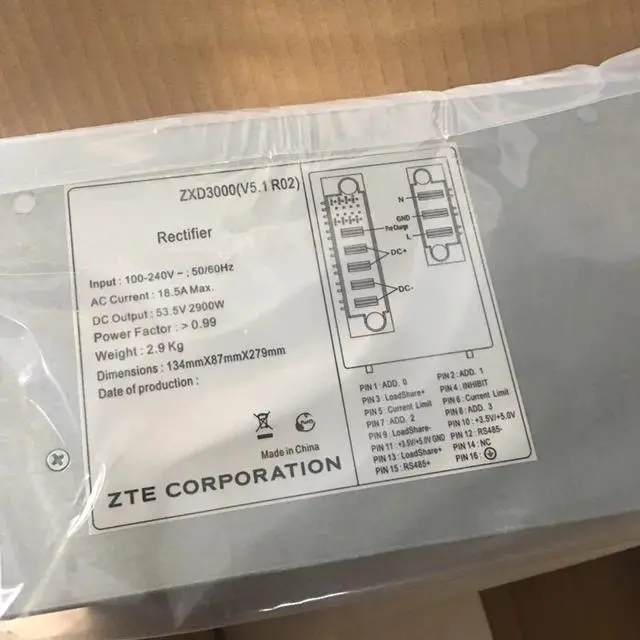 ZXD3000(V5.1 R02)
Rectifier
Input : 100-240V ~ ; 50/60Hz
AC Current : 18.5A Max.
DC Output : 53.5V 2900W
Power Factor : > 0.99
Weight : 2.9 Kg
Dimensions : 134mmX87mmX279mm
Date of production :
Made in China
ZTE CORPORATION
N
GND
L
Pre Charge
DC+
DC-
PIN 1 : ADD. 0
PIN 2 : ADD. 1
PIN 3 : LoadShare+
PIN 4 : INHIBIT
PIN 5 : Current Limit
PIN 6 : Current Limit
PIN 7 : ADD. 2
PIN 8 : ADD. 3
PIN 9 : LoadShare-
PIN 10 : +3.5V/+5.0V
PIN 11 : +3.5V/+5.0V GND
PIN 12 : RS485-
PIN 13 : LoadShare+
PIN 14 : NC
PIN 15 : RS485+
PIN 16 :